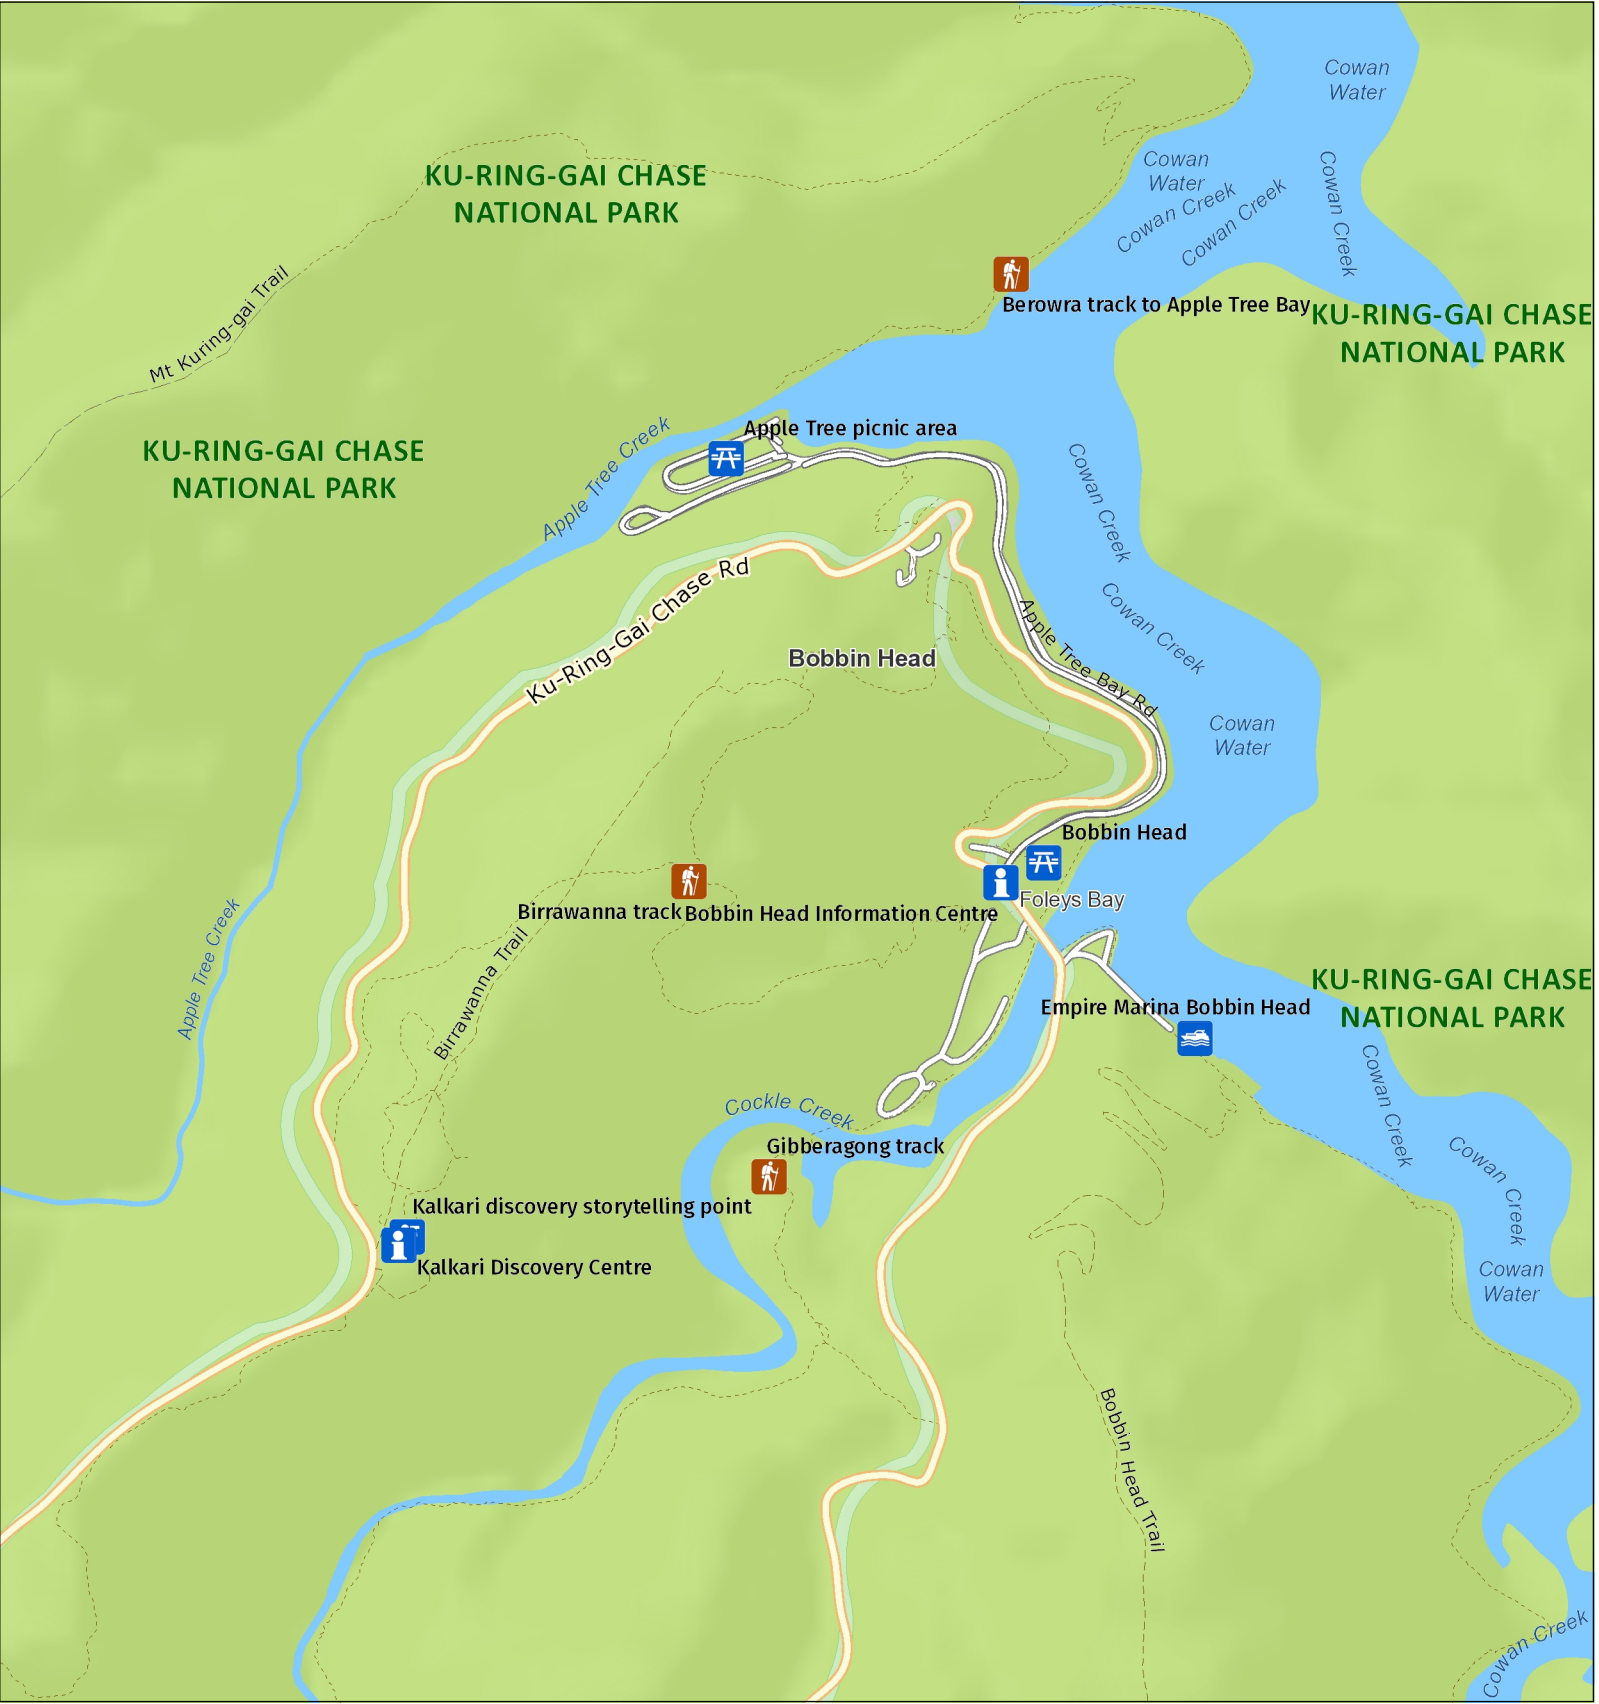 Cowan
Water
Cowan
Water
Cowan Creek
Cowan Creek
Cowan Creek
KU-RING-GAI CHASE
NATIONAL PARK
Mt Kuring-gai Trail
Berowra track to Apple Tree Bay
KU-RING-GAI CHASE
NATIONAL PARK
KU-RING-GAI CHASE
NATIONAL PARK
Apple Tree picnic area
Apple Tree Creek
Cowan Creek
Ku-Ring-Gai Chase Rd
Cowan Creek
Apple Tree Bay Rd
Bobbin Head
Cowan
Water
Bobbin Head
Foleys Bay
Birrawanna track
Bobbin Head Information Centre
Apple Tree Creek
Birrawanna Trail
KU-RING-GAI CHASE
NATIONAL PARK
Empire Marina Bobbin Head
Cowan Creek
Cockle Creek
Gibberagong track
Cowan Creek
Kalkari discovery storytelling point
Kalkari Discovery Centre
Cowan
Water
Bobbin Head Trail
Cowan Creek